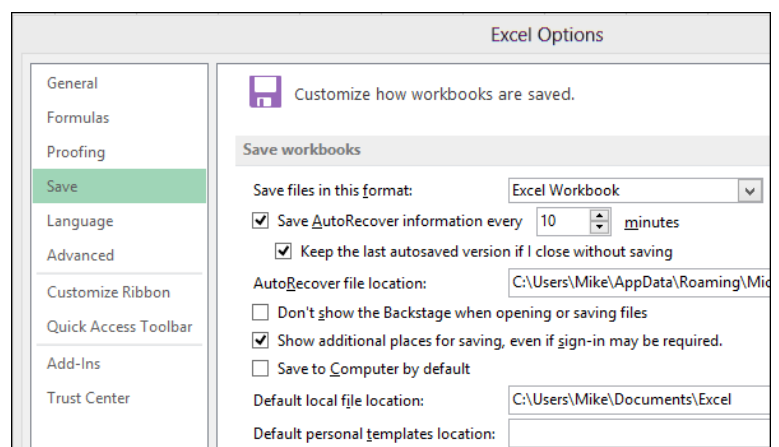 Excel Options
General
Formulas
Proofing
Save
Language
Advanced
Customize Ribbon
Quick Access Toolbar
Add-Ins
Trust Center
Customize how workbooks are saved.
Save workbooks
Save files in this format: Excel Workbook
Save AutoRecover information every 10 minutes
Keep the last autosaved version if I close without saving
AutoRecover file location: C:\Users\Mike\AppData\Roaming\Mic
Don't show the Backstage when opening or saving files
Show additional places for saving, even if sign-in may be required.
Save to Computer by default
Default local file location: C:\Users\Mike\Documents\Excel
Default personal templates location: